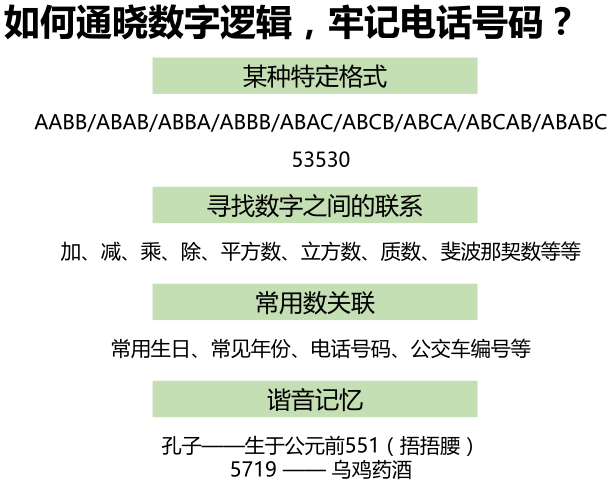 如何通晓数字逻辑，牢记电话号码？
某种特定格式
AABB/ABAB/ABBA/ABBB/ABAC/ABCB/ABCA/ABCAB/ABABC
53530
寻找数字之间的联系
加、减、乘、除、平方数、立方数、质数、斐波那契数等等
常用数关联
常用生日、常见年份、电话号码、公交车编号等
谐音记忆
孔子——生于公元前551（捂捂腰）
5719 —— 乌鸡药酒